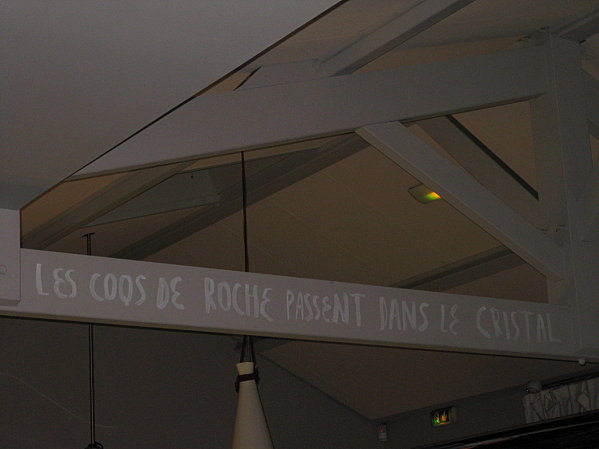 LES COQS DE ROCHE PASSENT DANS LE CRISTAL